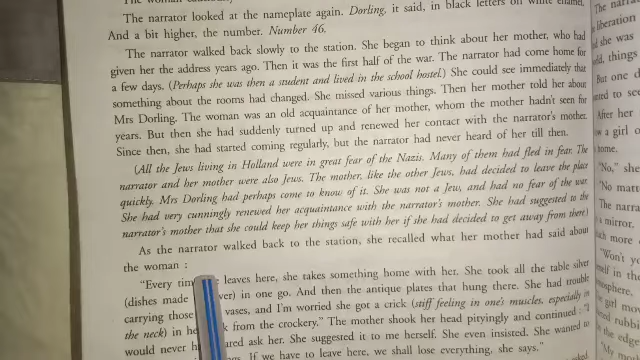 The narrator looked at the nameplate again. Dorling, it said, in black letters on white enamel.
And a bit higher, the number. Number 46.
The narrator walked back slowly to the station. She began to think about her mother, who had
given her the address years ago. Then it was the first half of the war. The narrator had come home for
a few days. (Perhaps she was then a student and lived in the school hostel.) She could see immediately that
something about the rooms had changed. She missed various things. Then her mother told her about
Mrs Dorling. The woman was an old acquaintance of her mother, whom the mother hadn't seen for
years. But then she had suddenly turned up and renewed her contact with the narrator's mother.
Since then, she had started coming regularly, but the narrator had never heard of her till then.
(All the Jews living in Holland were in great fear of the Nazis. Many of them had fled in fear. The
narrator and her mother were also Jews. The mother, like the other Jews, had decided to leave the place
quickly. Mrs Dorling had perhaps come to know of it. She was not a Jew, and had no fear of the war.
She had very cunningly renewed her acquaintance with the narrator's mother. She had suggested to the
narrator's mother that she could keep her things safe with her if she had decided to get away from there)
As the narrator walked back to the station, she recalled what her mother had said about
the woman :
"Every leaves here, she takes something home with her. She took all the table silver
(dishes made in one go. And then the antique plates that hung there. She had trouble
carrying those vases, and I'm worried she got a crick (stiff feeling in one's muscles, especially in
the neck) in from the crockery." The mother shook her head pityingly and continued : "I
would never ask her. She suggested it to me herself. She even insisted. She wanted to
If we have to leave here, we shall lose everything, she says."
liberation
she was
things
But one
After her
a girl
home.
"No," she
"No
The narra
a mirror.
"Won't
girl